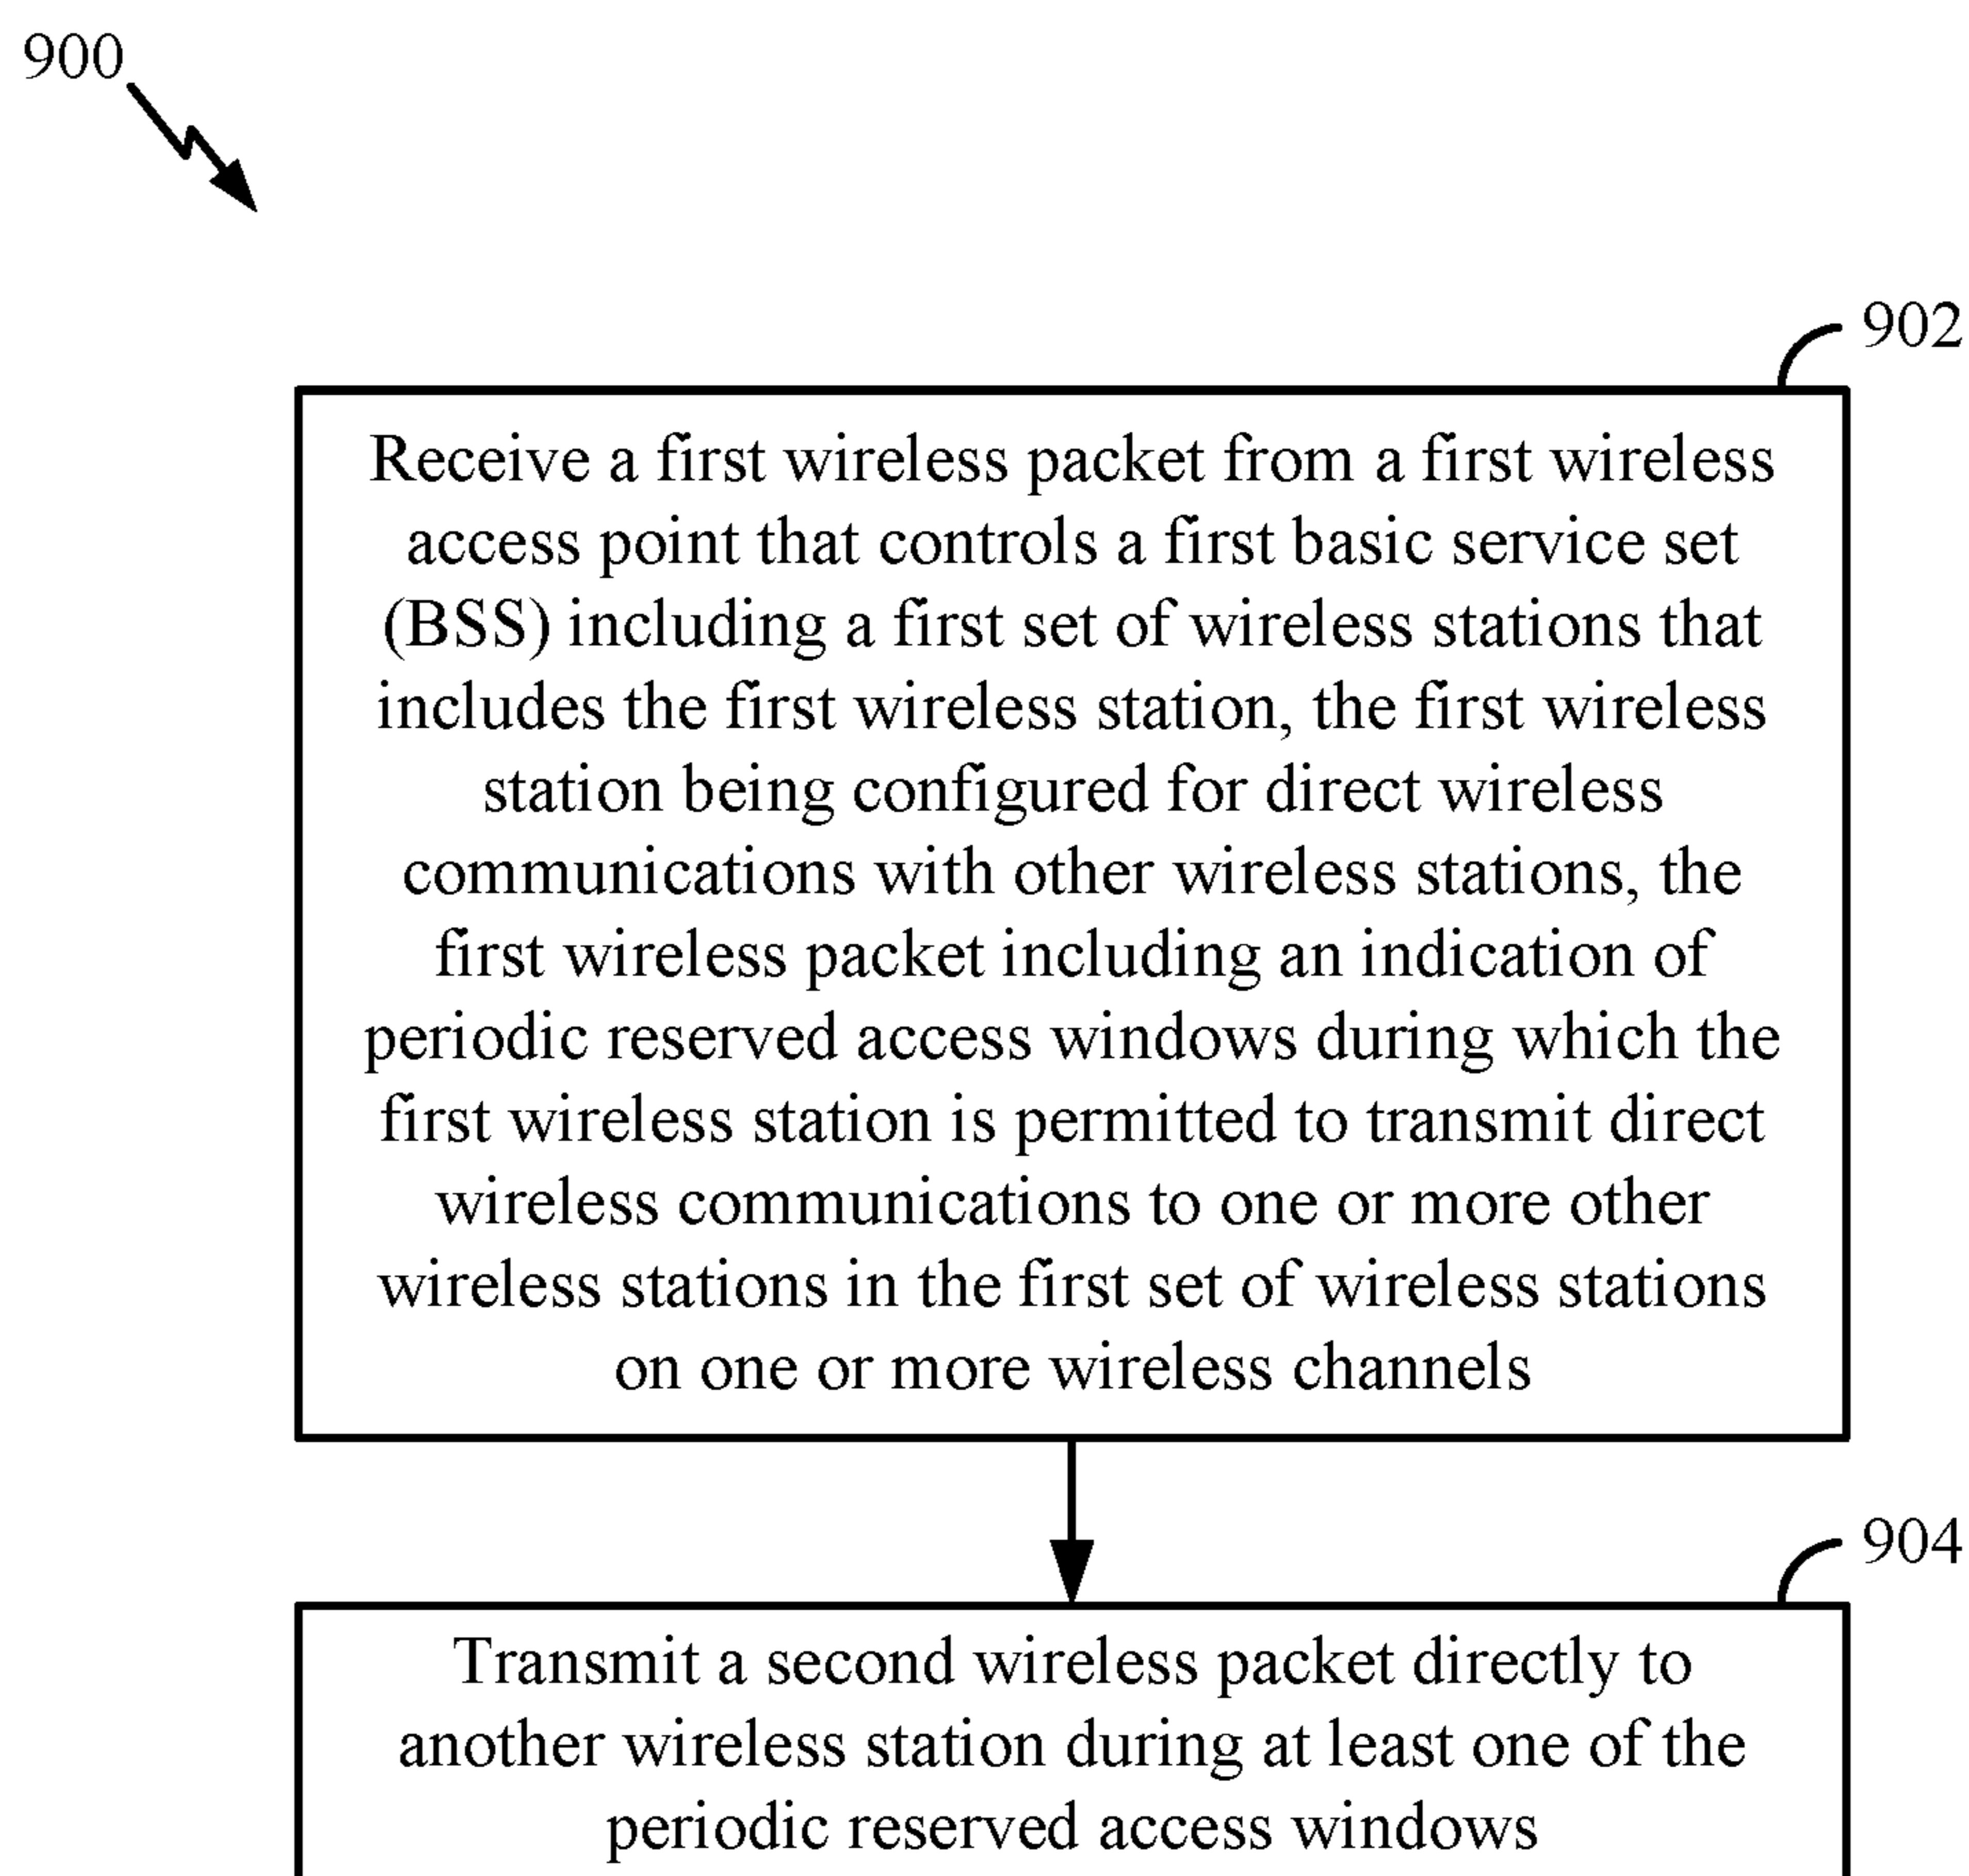 900
902
Receive a first wireless packet from a first wireless
access point that controls a first basic service set
(BSS) including a first set of wireless stations that
includes the first wireless station, the first wireless
station being configured for direct wireless
communications with other wireless stations, the
first wireless packet including an indication of
periodic reserved access windows during which the
first wireless station is permitted to transmit direct
wireless communications to one or more other
wireless stations in the first set of wireless stations
on one or more wireless channels
904
Transmit a second wireless packet directly to
another wireless station during at least one of the
periodic reserved access windows